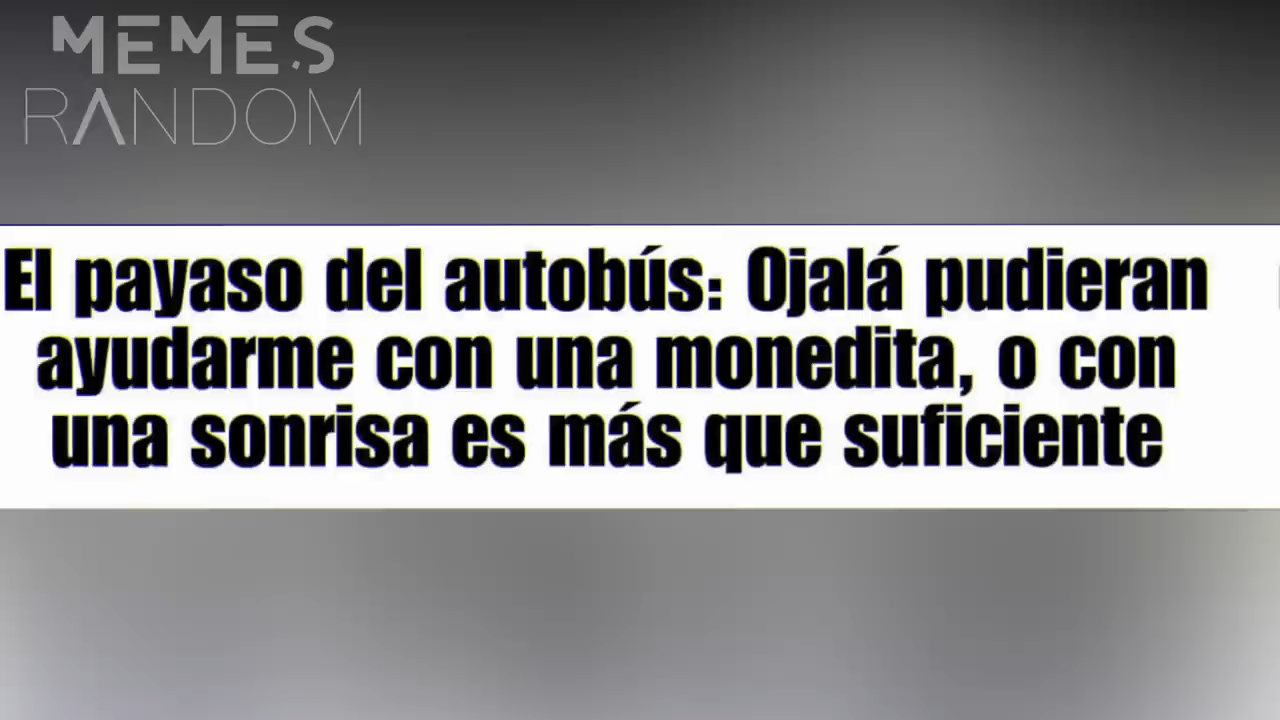 MEMES
RANDOM
El payaso del autobús: Ojalá pudieran
ayudarme con una monedita, o con
una sonrisa es más que suficiente